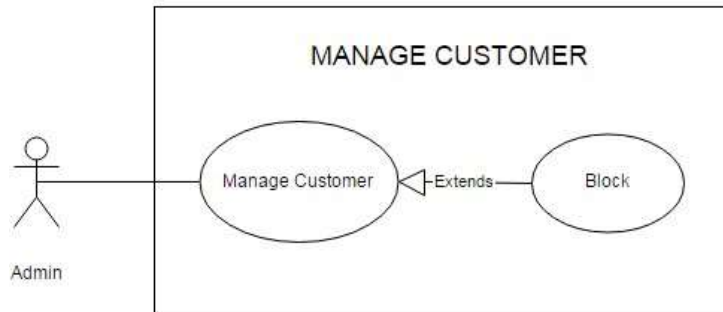 MANAGE CUSTOMER
Manage Customer
Extends
Block
Admin